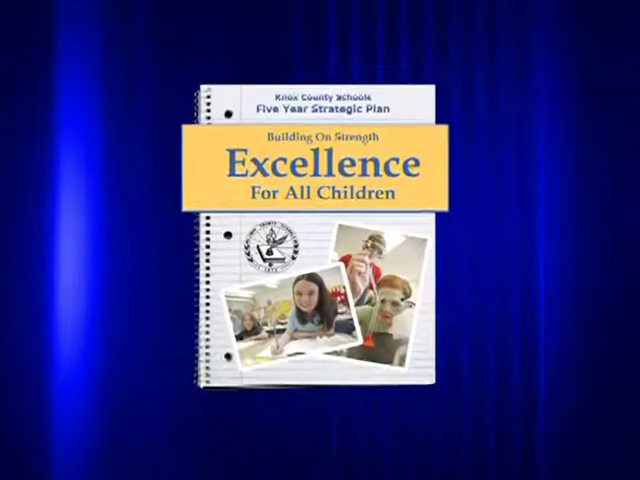 Knox County Schools
Five Year Strategic Plan
Building On Strength
Excellence
For All Children